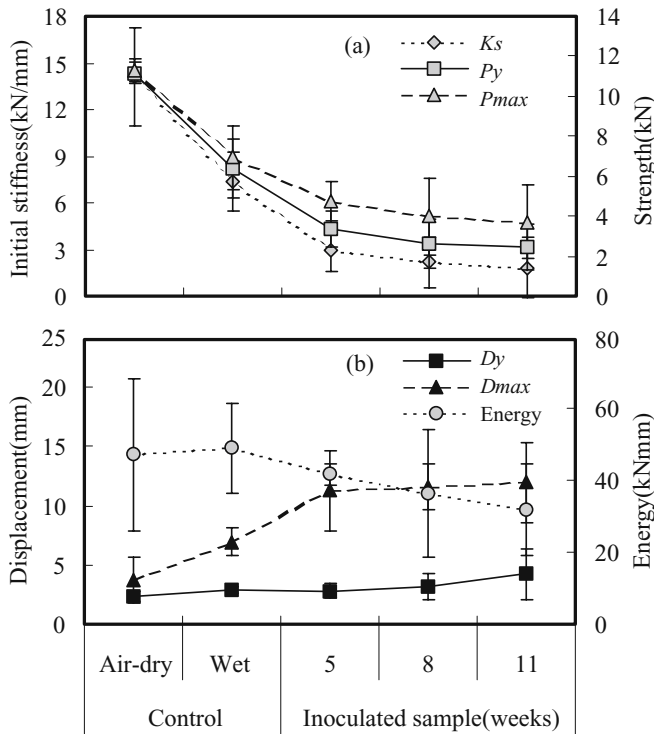 (a)
Ks
Py
Pmax
Initial stiffness(kN/mm)
18
15
12
9
6
3
0
Strength(kN)
14
12
10
8
6
4
2
0
(b)
Dy
Dmax
Energy
Displacement(mm)
25
20
15
10
5
0
Energy(kNmm)
80
60
40
20
0
Air-dry Wet 5 8 11
Control Inoculated sample(weeks)